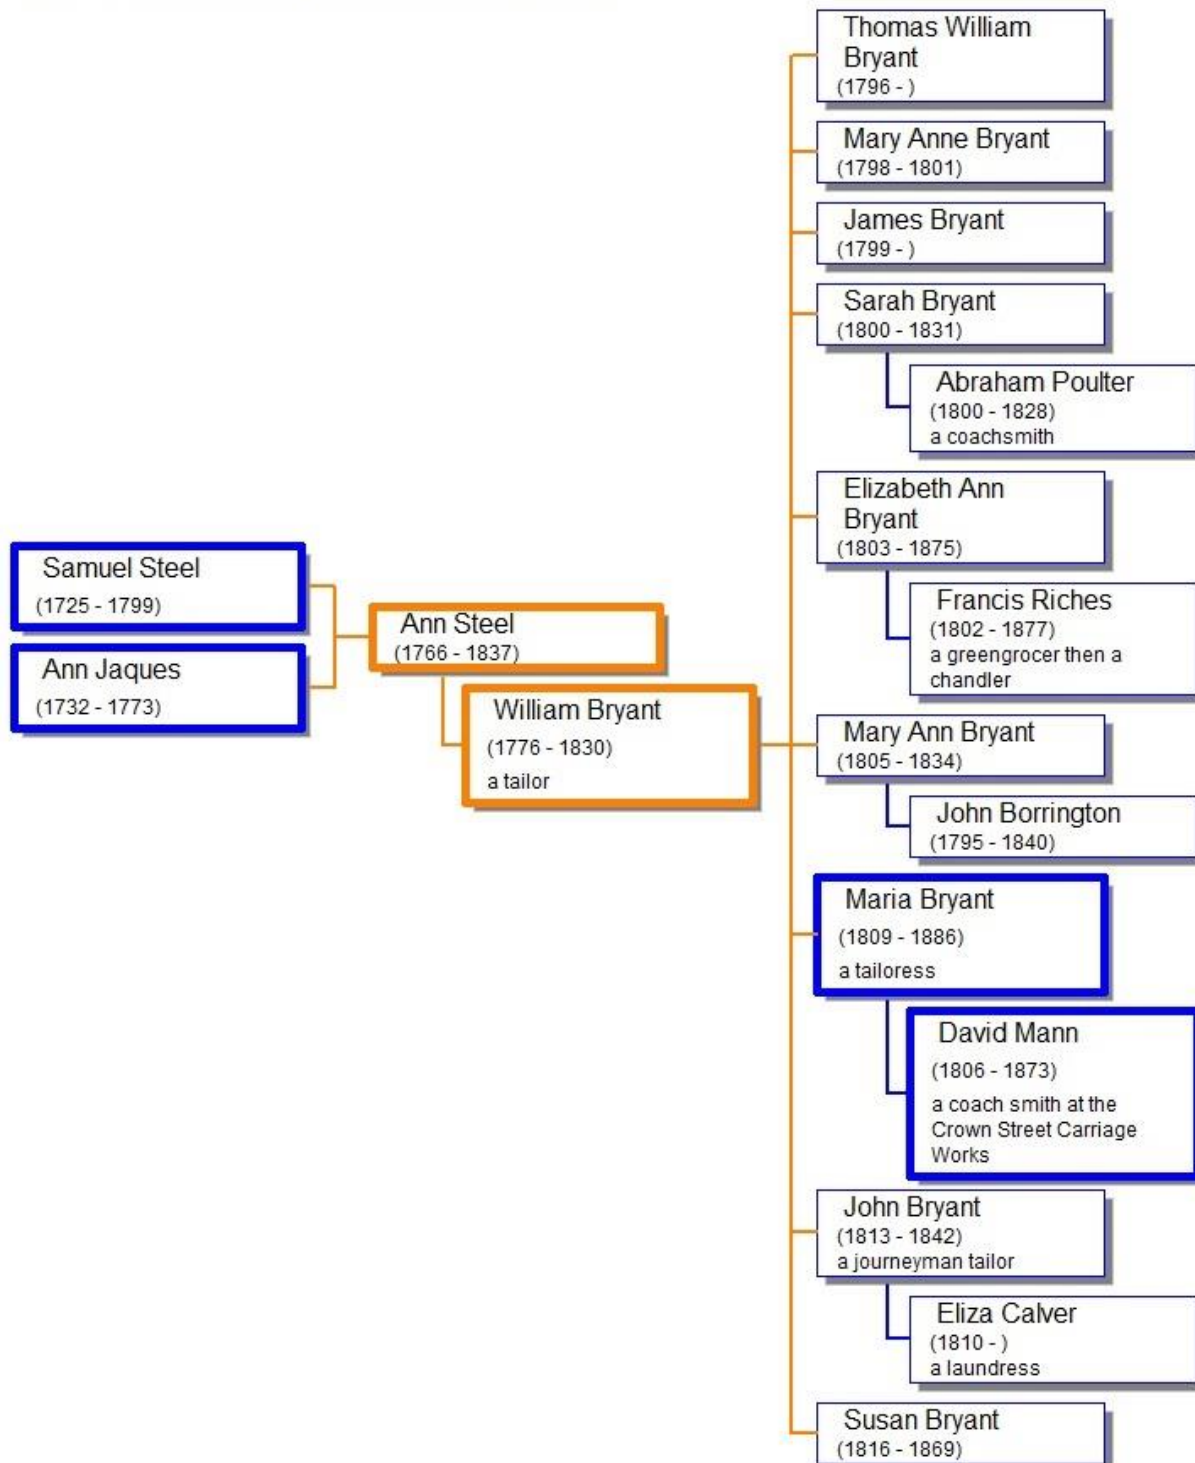 Samuel Steel
(1725 - 1799)
Ann Jaques
(1732 - 1773)
Ann Steel
(1766 - 1837)
William Bryant
(1776 - 1830)
a tailor
Thomas William
Bryant
(1796 - )
Mary Anne Bryant
(1798 - 1801)
James Bryant
(1799 - )
Sarah Bryant
(1800 - 1831)
Abraham Poulter
(1800 - 1828)
a coachsmith
Elizabeth Ann
Bryant
(1803 - 1875)
Francis Riches
(1802 - 1877)
a greengrocer then a
chandler
Mary Ann Bryant
(1805 - 1834)
John Borrington
(1795 - 1840)
Maria Bryant
(1809 - 1886)
a tailoress
David Mann
(1806 - 1873)
a coach smith at the
Crown Street Carriage
Works
John Bryant
(1813 - 1842)
a journeyman tailor
Eliza Calver
(1810 - )
a laundress
Susan Bryant
(1816 - 1869)